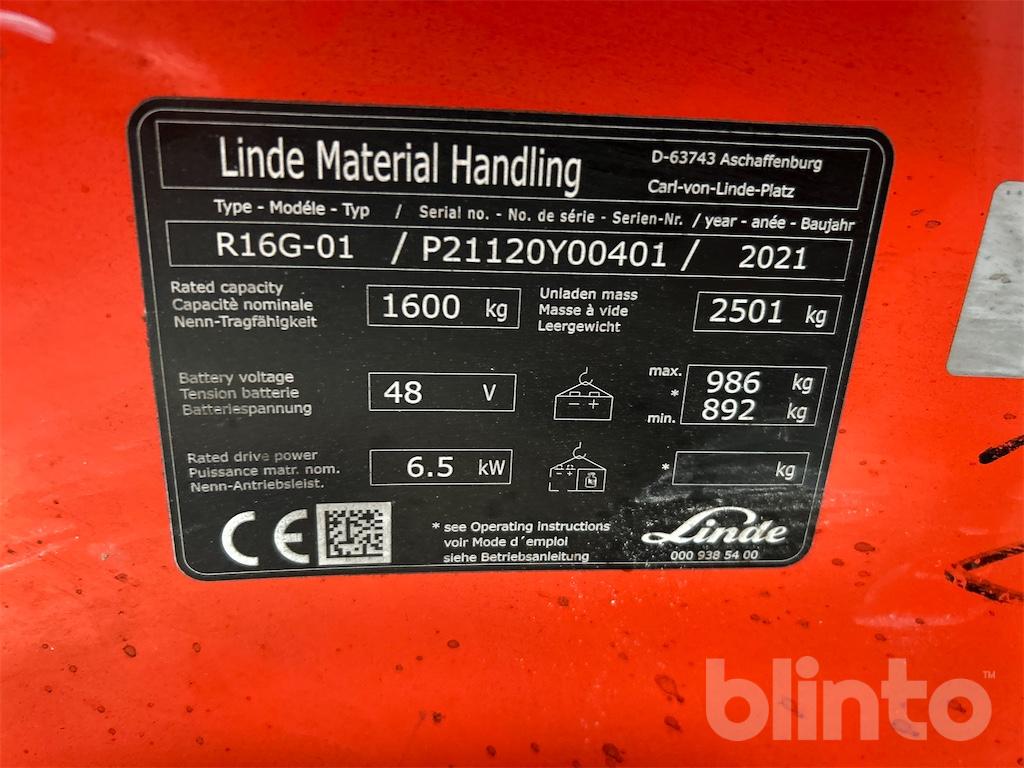 Linde Material Handling
D-63743 Aschaffenburg
Carl-von-Linde-Platz
Type - Modéle - Typ / Serial no. - No. de série - Serien-Nr. / year - anée - Baujahr
R16G-01 / P21120Y00401 / 2021
Rated capacity
Capacitè nominale
Nenn-Tragfähigkeit
1600 kg
Unladen mass
Masse à vide
Leergewicht
2501 kg
Battery voltage
Tension batterie
Batteriespannung
48 V
- +
max. 986 kg
*
min. 892 kg
Rated drive power
Puissance matr. nom.
Nenn-Antriebsleist.
6.5 kW
- +
kg
* kg
CE
* see Operating instructions
voir Mode d´emploi
siehe Betriebsanleitung
Linde
000 938 54 00
blinto™